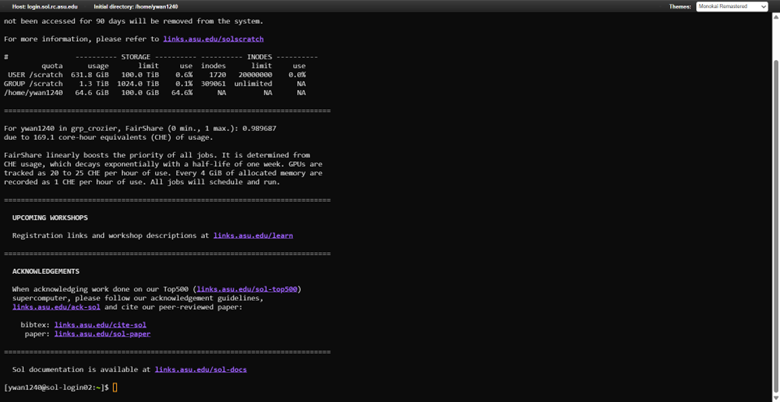 Host: login.sol.rc.asu.edu Initial directory: /home/ywan1240 Themes: Monokai Remastered
not been accessed for 90 days will be removed from the system.
For more information, please refer to links.asu.edu/solscratch
# ---------- STORAGE ---------- ---------- INODES ----------
quota usage limit use inodes limit use
USER /scratch 631.8 GiB 100.0 TiB 0.6% 1720 20000000 0.0%
GROUP /scratch 1.3 TiB 1024.0 TiB 0.1% 309061 unlimited NA
/home/ywan1240 64.6 GiB 100.0 GiB 64.6% NA NA NA
================================================================================
For ywan1240 in grp_crozier, FairShare (0 min., 1 max.): 0.989687
due to 169.1 core-hour equivalents (CHE) of usage.
FairShare linearly boosts the priority of all jobs. It is determined from
CHE usage, which decays exponentially with a half-life of one week. GPUs are
tracked as 20 to 25 CHE per hour of use. Every 4 GiB of allocated memory are
recorded as 1 CHE per hour of use. All jobs will schedule and run.
================================================================================
UPCOMING WORKSHOPS
Registration links and workshop descriptions at links.asu.edu/learn
================================================================================
ACKNOWLEDGEMENTS
When acknowledging work done on our Top500 (links.asu.edu/sol-top500)
supercomputer, please follow our acknowledgement guidelines,
links.asu.edu/ack-sol and cite our peer-reviewed paper:
bibtex: links.asu.edu/cite-sol
paper: links.asu.edu/sol-paper
================================================================================
Sol documentation is available at links.asu.edu/sol-docs
[ywan1240@sol-login02:~]$